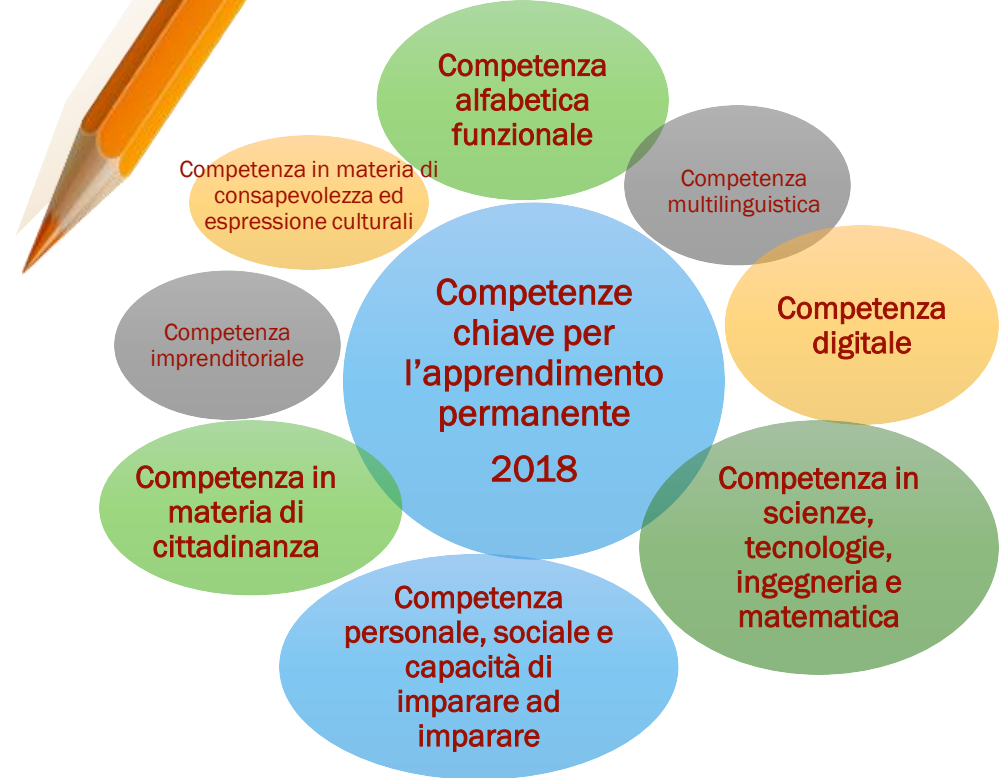 Competenza
alfabetica
funzionale
Competenza
multilinguistica
Competenza
digitale
Competenza in
scienze,
tecnologie,
ingegneria e
matematica
Competenza
personale, sociale e
capacità di
imparare ad
imparare
Competenza in
materia di
cittadinanza
Competenza
imprenditoriale
Competenza in materia di
consapevolezza ed
espressione culturali
Competenze
chiave per
l’apprendimento
permanente
2018